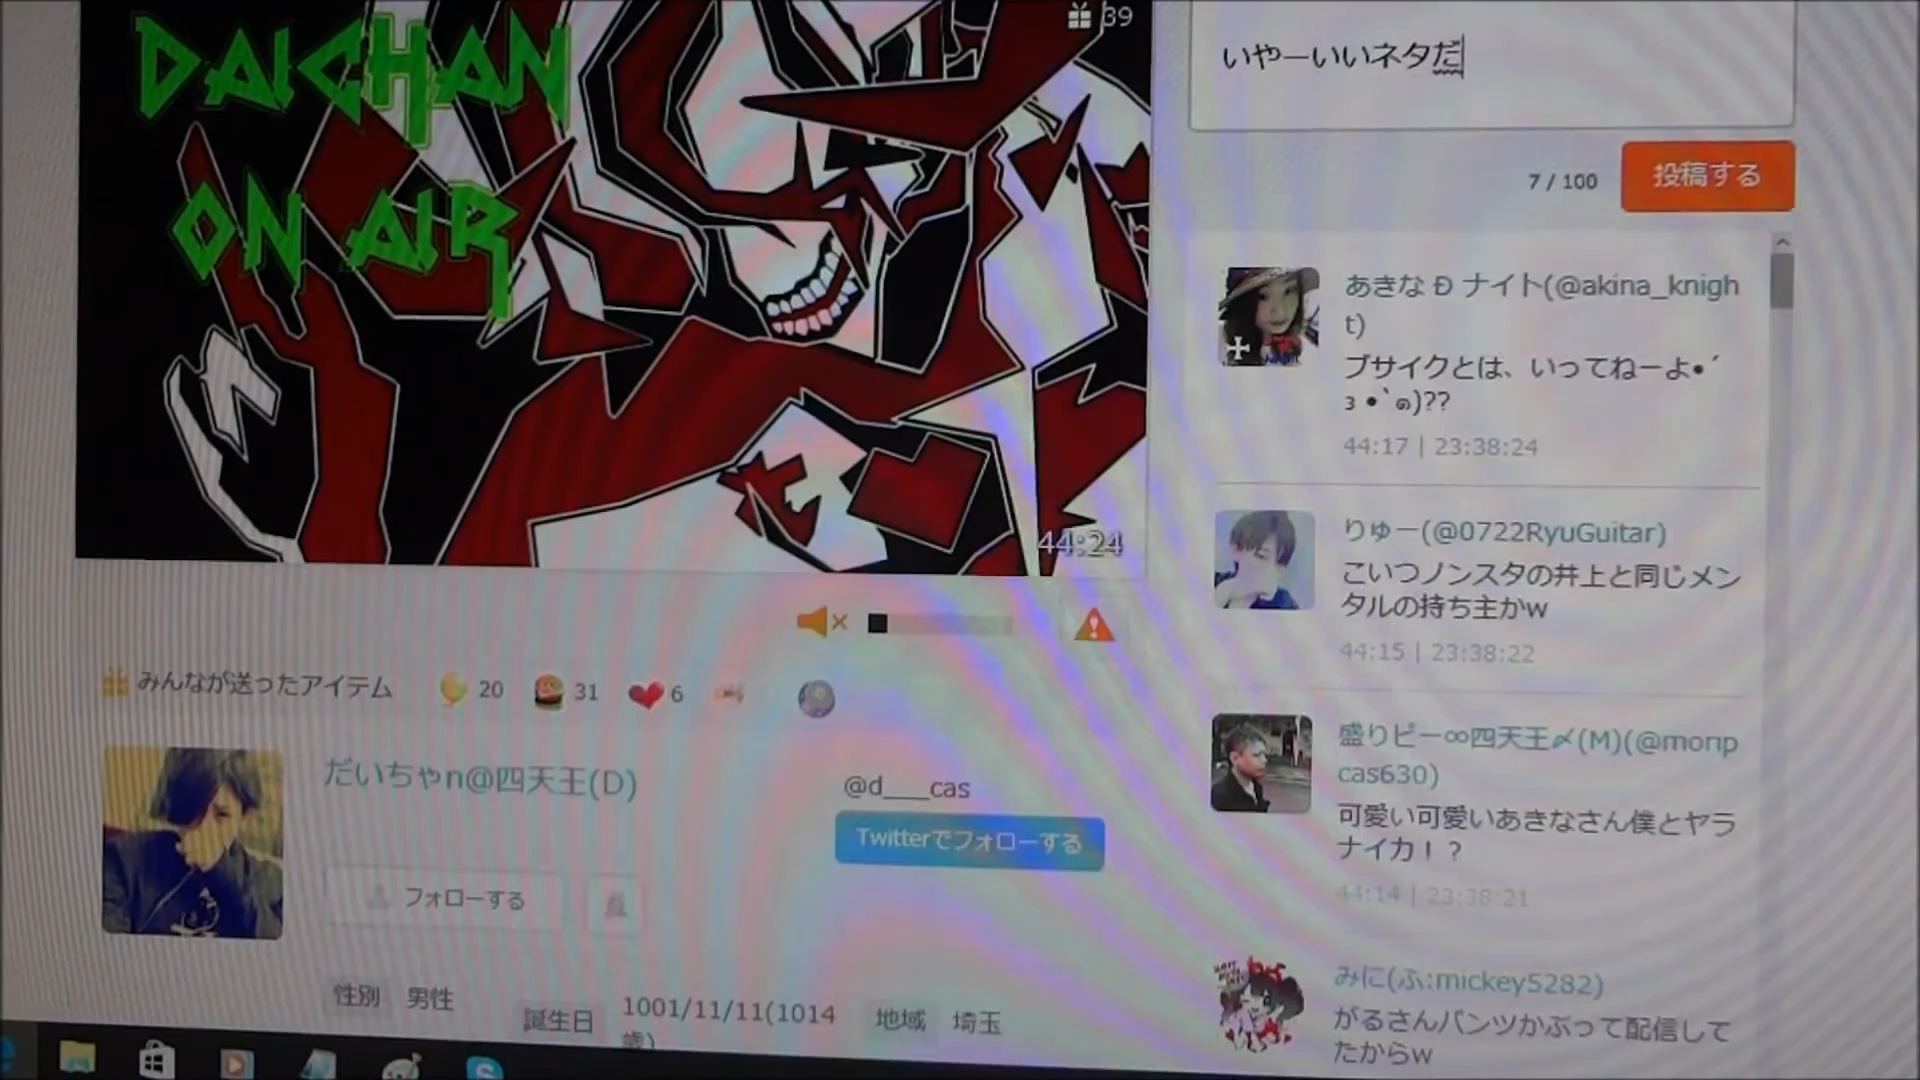 DAICHAN
ON AIR
39
44:24
みんなが送ったアイテム 20 31 6
だいちゃn@四天王(D)
@d___cas
Twitterでフォローする
フォローする
性別 男性
誕生日 1001/11/11(1014
歳)
地域 埼玉
いやーいいネタだ
7 / 100
投稿する
あきな Ð ナイト(@akina_knigh
t)
ブサイクとは、いってねーよ•´
ɜ •`๑)??
44:17 | 23:38:24
りゅー(@0722RyuGuitar)
こいつノンスタの井上と同じメン
タルの持ち主かw
44:15 | 23:38:22
盛りピー∞四天王〆(M)(@morip
cas630)
可愛い可愛いあきなさん僕とヤラ
ナイカ！？
44:14 | 23:38:21
みに(ふ:mickey5282)
がるさんパンツかぶって配信して
たからw